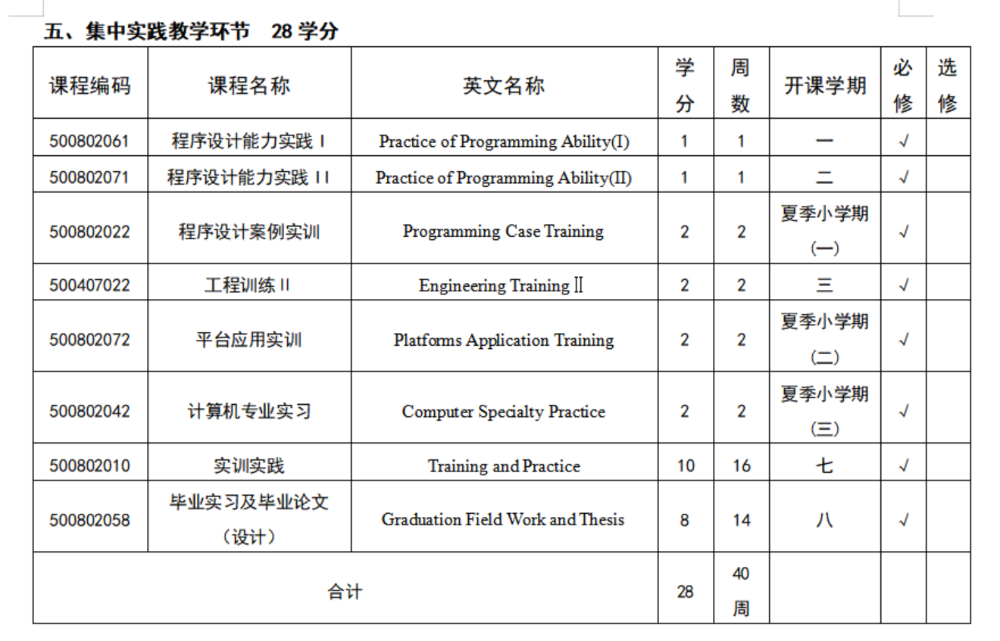 五、集中实践教学环节 28 学分
课程编码 课程名称 英文名称 学分 周数 开课学期 必修 选修
500802061 程序设计能力实践 I Practice of Programming Ability(I) 1 1 一 √
500802071 程序设计能力实践 II Practice of Programming Ability(II) 1 1 二 √
500802022 程序设计案例实训 Programming Case Training 2 2 夏季小学期(一) √
500407022 工程训练 II Engineering Training Ⅱ 2 2 三 √
500802072 平台应用实训 Platforms Application Training 2 2 夏季小学期(二) √
500802042 计算机专业实习 Computer Specialty Practice 2 2 夏季小学期(三) √
500802010 实训实践 Training and Practice 10 16 七 √
500802058 毕业实习及毕业论文（设计） Graduation Field Work and Thesis 8 14 八 √
合计 28 40周